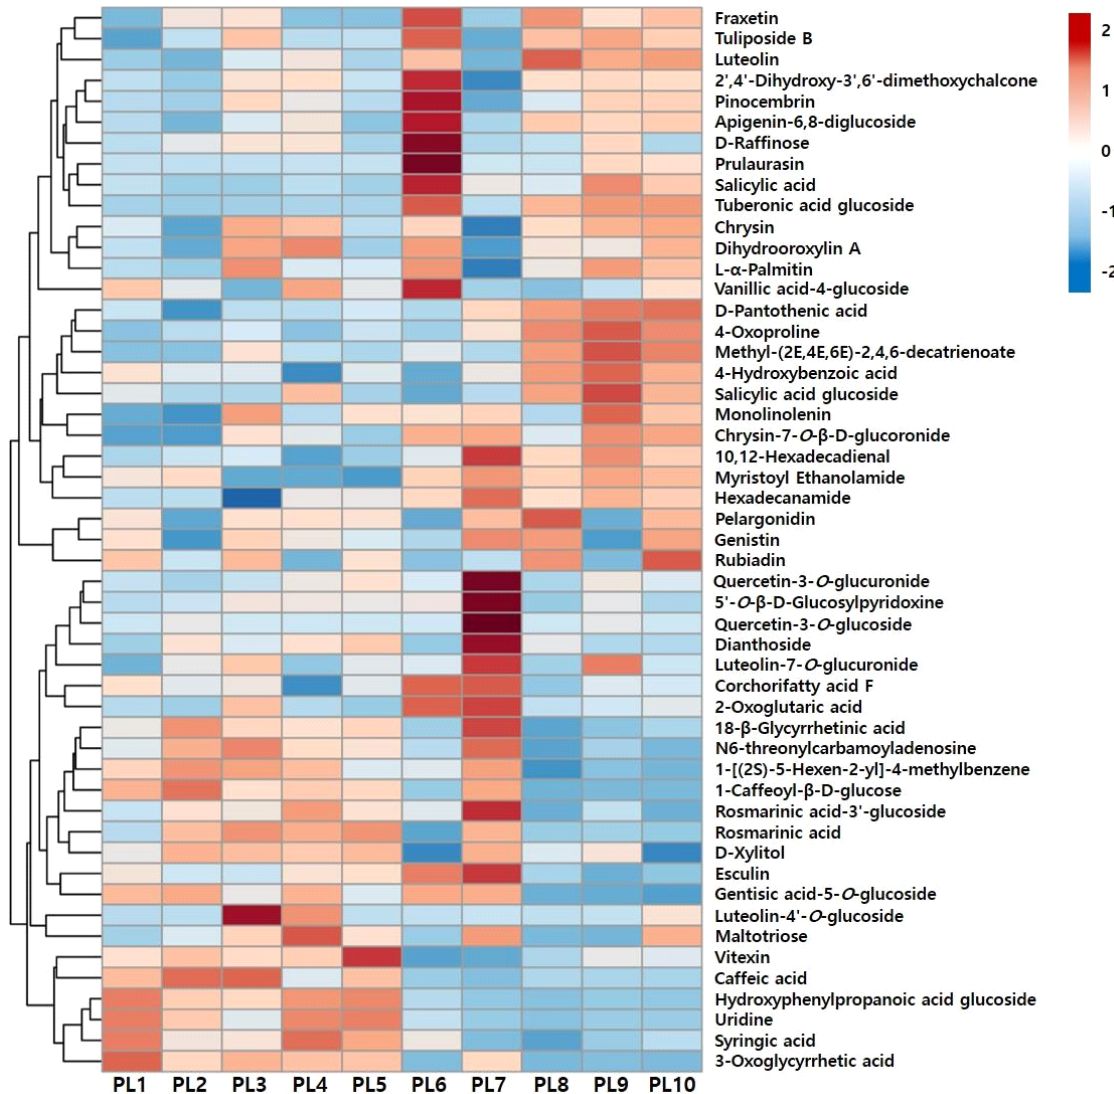 Fraxetin
Tuliposide B
Luteolin
2',4'-Dihydroxy-3',6'-dimethoxychalcone
Pinocembrin
Apigenin-6,8-diglucoside
D-Raffinose
Prulaurasin
Salicylic acid
Tuberonic acid glucoside
Chrysin
Dihydrooroxylin A
L-α-Palmitin
Vanillic acid-4-glucoside
D-Pantothenic acid
4-Oxoproline
Methyl-(2E,4E,6E)-2,4,6-decatrienoate
4-Hydroxybenzoic acid
Salicylic acid glucoside
Monolinolenin
Chrysin-7-O-β-D-glucoronide
10,12-Hexadecadienal
Myristoyl Ethanolamide
Hexadecanamide
Pelargonidin
Genistin
Rubiadin
Quercetin-3-O-glucuronide
5'-O-β-D-Glucosylpyridoxine
Quercetin-3-O-glucoside
Dianthoside
Luteolin-7-O-glucuronide
Corchorifatty acid F
2-Oxoglutaric acid
18-β-Glycyrrhetinic acid
N6-threonylcarbamoyladenosine
1-[(2S)-5-Hexen-2-yl]-4-methylbenzene
1-Caffeoyl-β-D-glucose
Rosmarinic acid-3'-glucoside
Rosmarinic acid
D-Xylitol
Esculin
Gentisic acid-5-O-glucoside
Luteolin-4'-O-glucoside
Maltotriose
Vitexin
Caffeic acid
Hydroxyphenylpropanoic acid glucoside
Uridine
Syringic acid
3-Oxoglycyrrhetic acid
PL1 PL2 PL3 PL4 PL5 PL6 PL7 PL8 PL9 PL10
2
1
0
-1
-2